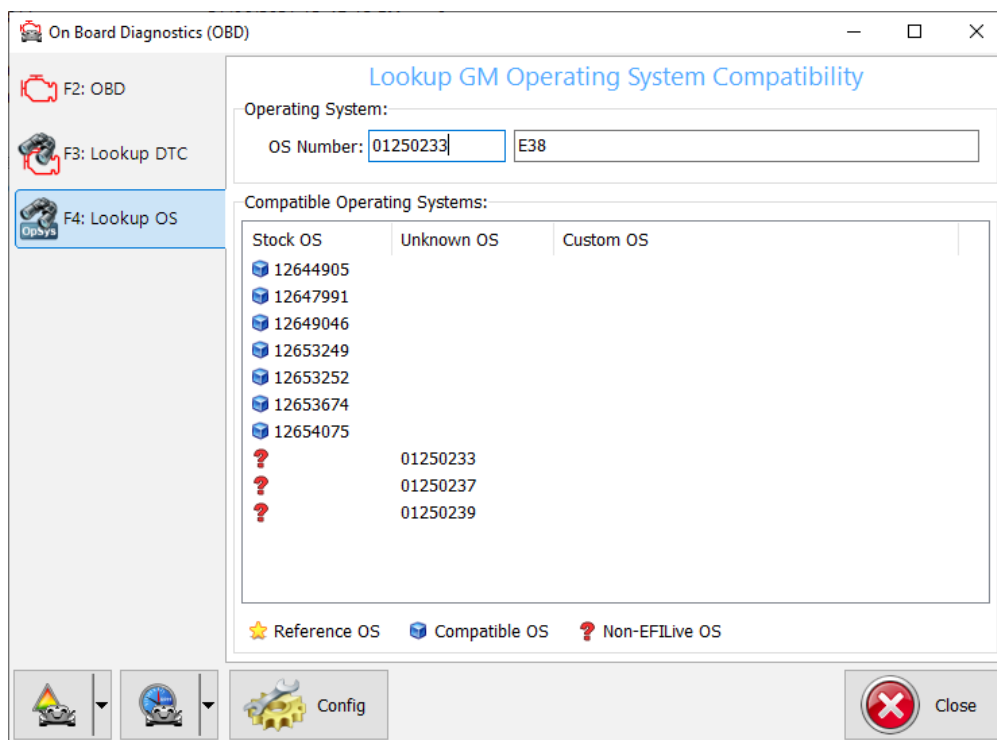 On Board Diagnostics (OBD)
F2: OBD
F3: Lookup DTC
OpSys
F4: Lookup OS
Lookup GM Operating System Compatibility
Operating System:
OS Number: 01250233 E38
Compatible Operating Systems:
Stock OS Unknown OS Custom OS
12644905
12647991
12649046
12653249
12653252
12653674
12654075
? 01250233
? 01250237
? 01250239
Reference OS Compatible OS ? Non-EFILive OS
Config
Close